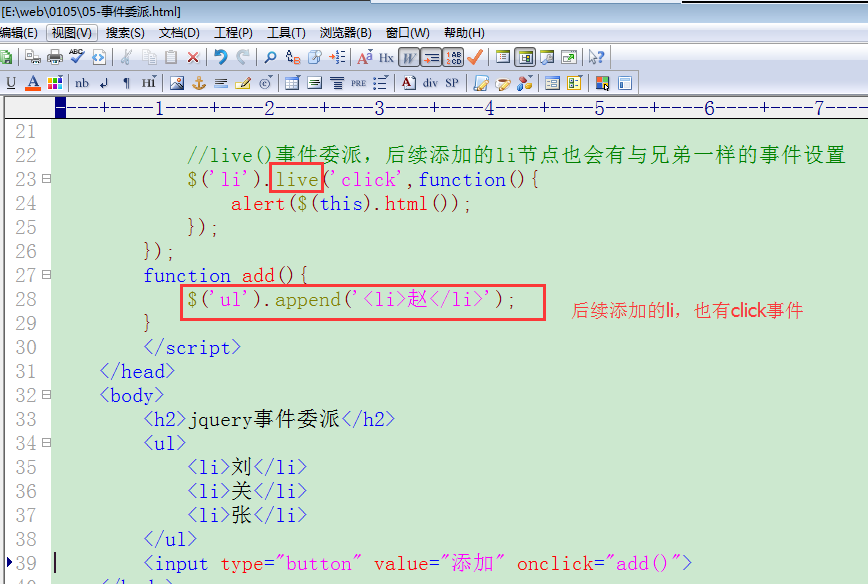 [E:\web\0105\05-事件委派.html]
编辑(E) 视图(V) 搜索(S) 文档(D) 工程(P) 工具(T) 浏览器(B) 窗口(W) 帮助(H)
U A nb ¶ HI PRE A div SP
----+----1----+----2----+----3----+----4----+----5----+----6----+----7----
21
22 //live()事件委派，后续添加的li节点也会有与兄弟一样的事件设置
23 $('li').live('click',function(){
24 alert($(this).html());
25 });
26 });
27 function add(){
28 $('ul').append('<li>赵</li>');
后续添加的li，也有click事件
29 }
30 </script>
31 </head>
32 <body>
33 <h2>jquery事件委派</h2>
34 <ul>
35 <li>刘</li>
36 <li>关</li>
37 <li>张</li>
38 </ul>
39 <input type="button" value="添加" onclick="add()">